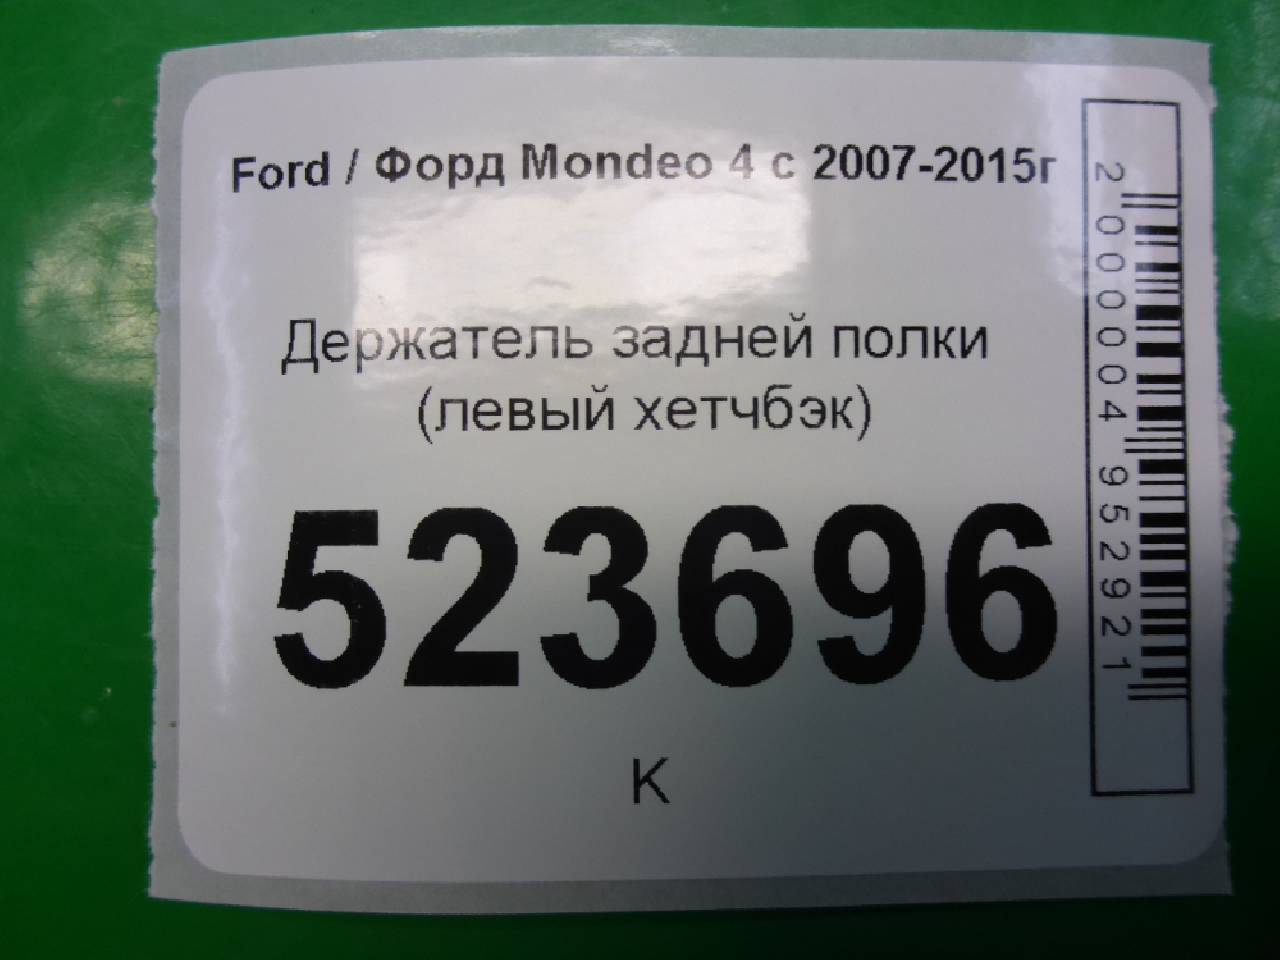 Ford / Форд Mondeo 4 с 2007-2015г
Держатель задней полки
(левый хетчбэк)
523696
К
2000004952921